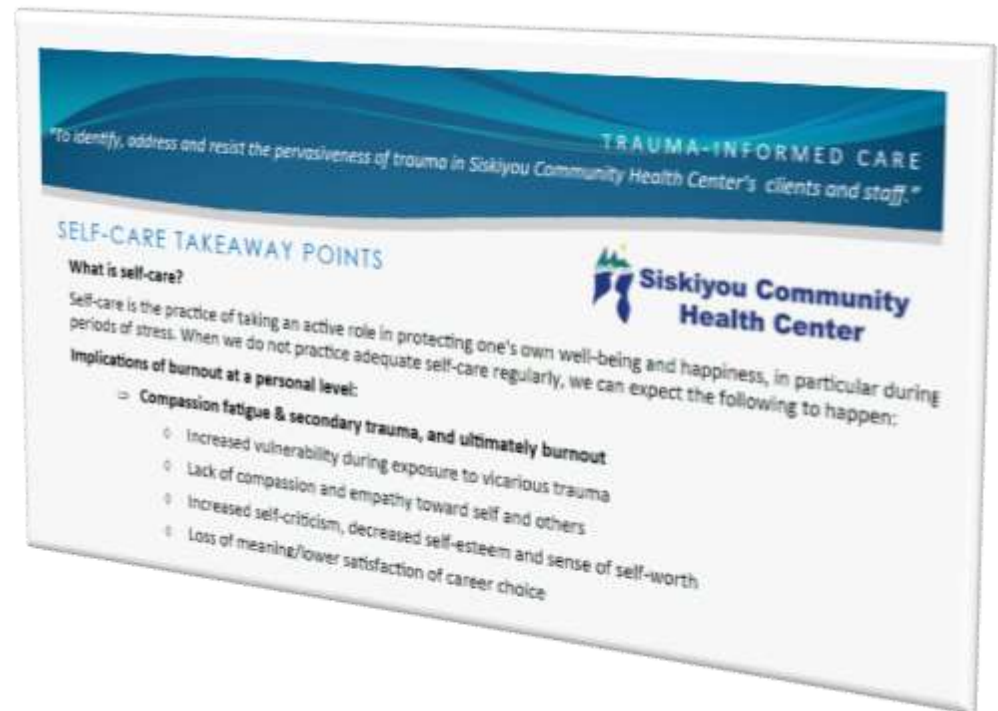 TRAUMA-INFORMED CARE
"To identify, address and resist the pervasiveness of trauma in Siskiyou Community Health Center's clients and staff."
SELF-CARE TAKEAWAY POINTS
Siskiyou Community
Health Center
What is self-care?
Self-care is the practice of taking an active role in protecting one's own well-being and happiness, in particular during
periods of stress. When we do not practice adequate self-care regularly, we can expect the following to happen:
Implications of burnout at a personal level:
⊃ Compassion fatigue & secondary trauma, and ultimately burnout
◊ Increased vulnerability during exposure to vicarious trauma
◊ Lack of compassion and empathy toward self and others
◊ Increased self-criticism, decreased self-esteem and sense of self-worth
◊ Loss of meaning/lower satisfaction of career choice